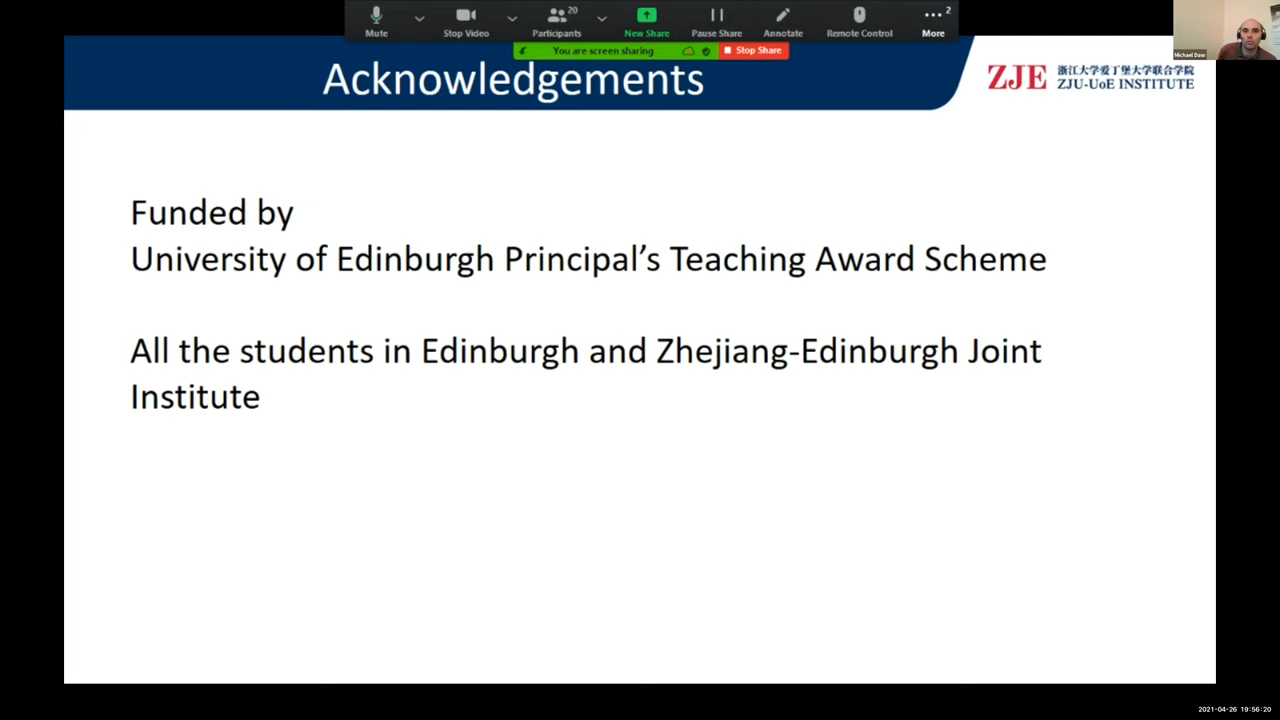 Mute
Stop Video
Participants
20
New Share
Pause Share
Annotate
Remote Control
More
2
You are screen sharing
Stop Share
Michael Daw
Acknowledgements
ZJE
浙江大学爱丁堡大学联合学院
ZJU-UoE INSTITUTE
Funded by
University of Edinburgh Principal’s Teaching Award Scheme
All the students in Edinburgh and Zhejiang-Edinburgh Joint
Institute
2021-04-26 19:56:20